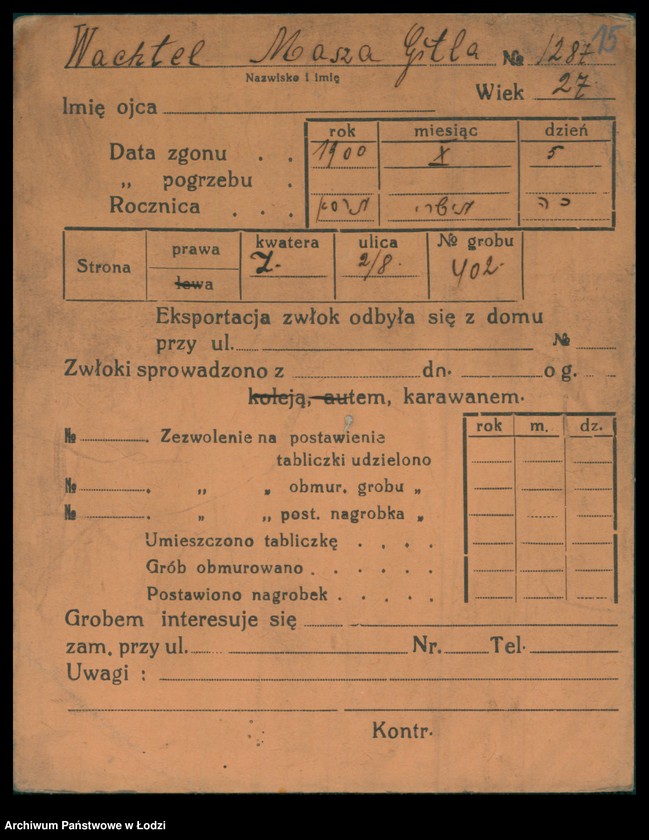 Wachtel Masza Gitla № 1287 15
Nazwisko i imię
Wiek 27
Imię ojca
rok miesiąc dzień
Data zgonu . . 1900 X 5
„ pogrzebu .
Rocznica . . . תשרי כה
Strona prawa lewa kwatera Z. ulica 2/8. № grobu 402.
Eksportacja zwłok odbyła się z domu
przy ul. №
Zwłoki sprowadzono z dn. o g.
koleją, autem, karawanem.
rok m. dz.
№ . Zezwolenie na postawienie
tabliczki udzielono
№ . „ „ obmur. grobu „
№ . „ „ post. nagrobka „
Umieszczono tabliczkę . . . .
Grób obmurowano . . . . .
Postawiono nagrobek . . . . .
Grobem interesuje się
zam. przy ul. Nr. Tel.
Uwagi :
Kontr.
Archiwum Państwowe w Łodzi